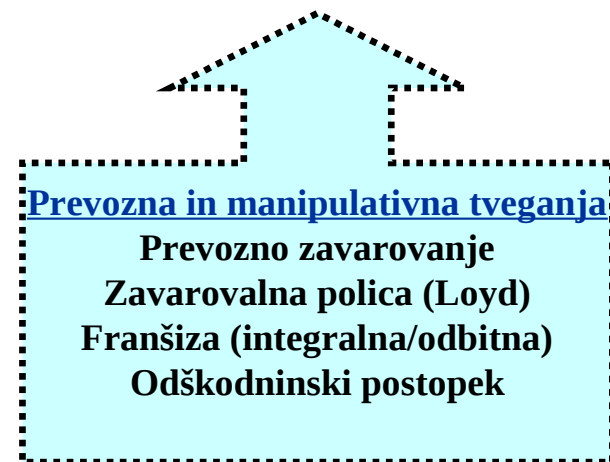 Prevozna in manipulativna tveganja
Prevozno zavarovanje
Zavarovalna polica (Loyd)
Franšiza (integralna/odbitna)
Odškodninski postopek